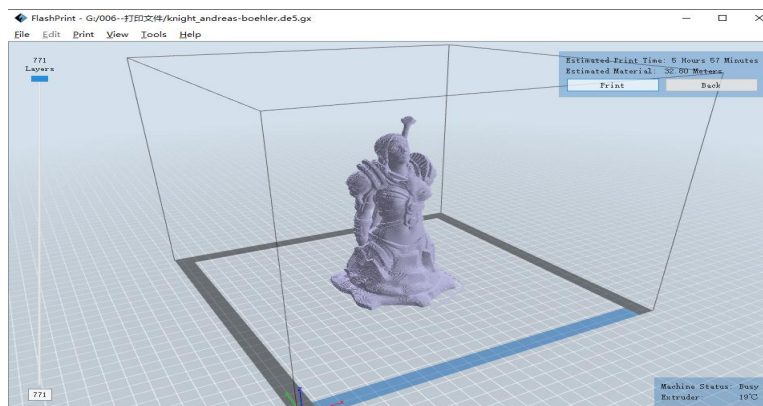 FlashPrint - G:/006--打印文件/knight_andreas-boehler.de5.gx
File Edit Print View Tools Help
771
Layers
Estimated Print Time: 5 Hours 57 Minutes
Estimated Material: 32.80 Meters
Print Back
771
Machine Status: Busy
Extruder: 19℃